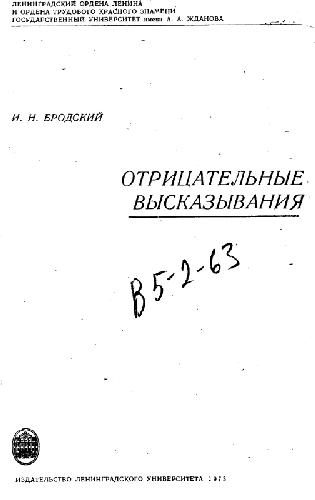 ЛЕНИНГРАДСКИЙ ОРДЕНА ЛЕНИНА
И ОРДЕНА ТРУДОВОГО КРАСНОГО ЗНАМЕНИ
ГОСУДАРСТВЕННЫЙ УНИВЕРСИТЕТ имени А. А. ЖДАНОВА
И. Н. БРОДСКИЙ
ОТРИЦАТЕЛЬНЫЕ
ВЫСКАЗЫВАНИЯ
В5-2-63
ИЗДАТЕЛЬСТВО ЛЕНИНГРАДСКОГО УНИВЕРСИТЕТА 1973